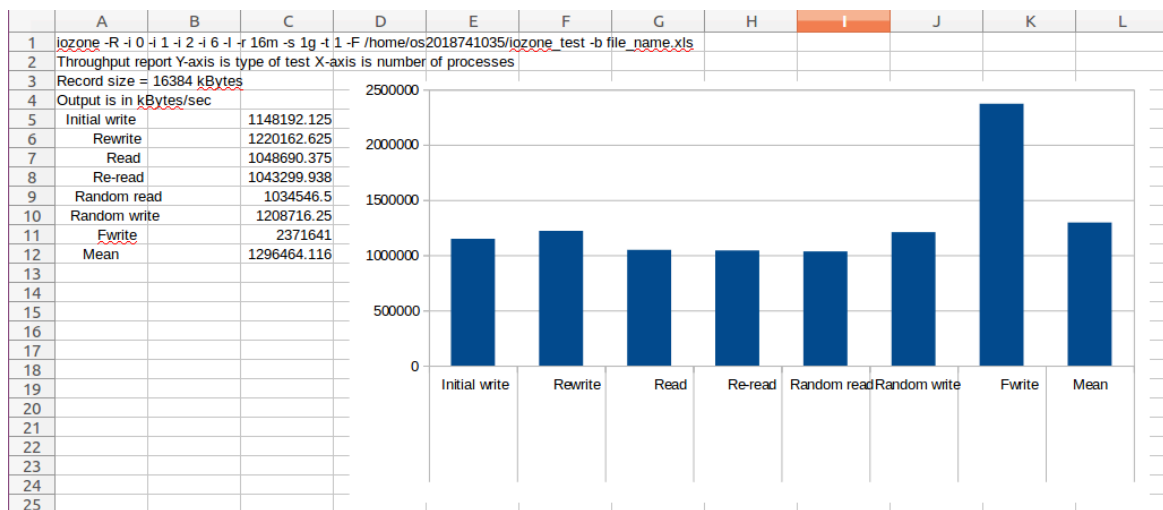 A B C D E F G H I J K L
1 iozone -R -i 0 -i 1 -i 2 -i 6 -I -r 16m -s 1g -t 1 -F /home/os2018741035/iozone_test -b file_name.xls
2 Throughput report Y-axis is type of test X-axis is number of processes
3 Record size = 16384 kBytes
4 Output is in kBytes/sec
5 Initial write 1148192.125
6 Rewrite 1220162.625
7 Read 1048690.375
8 Re-read 1043299.938
9 Random read 1034546.5
10 Random write 1208716.25
11 Fwrite 2371641
12 Mean 1296464.116
13
14
15
16
17
18
19
20
21
22
23
24
25
2500000
2000000
1500000
1000000
500000
0
Initial write Rewrite Read Re-read Random read Random write Fwrite Mean